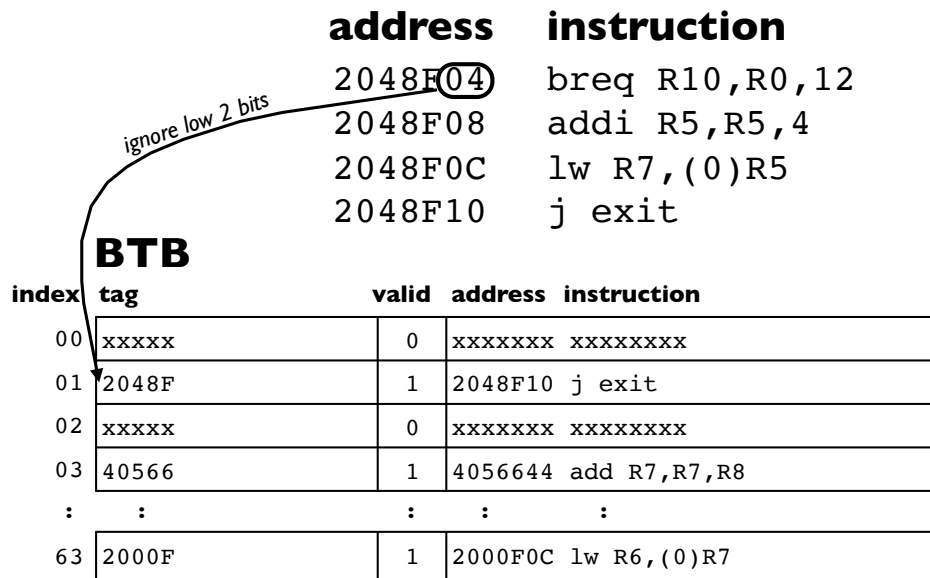 address instruction
2048F04 breq R10,R0,12
ignore low 2 bits
2048F08 addi R5,R5,4
2048F0C lw R7,(0)R5
2048F10 j exit
BTB
index tag valid address instruction
00 xxxxx 0 xxxxxxx xxxxxxxx
01 2048F 1 2048F10 j exit
02 xxxxx 0 xxxxxxx xxxxxxxx
03 40566 1 4056644 add R7,R7,R8
: : : : :
63 2000F 1 2000F0C lw R6,(0)R7